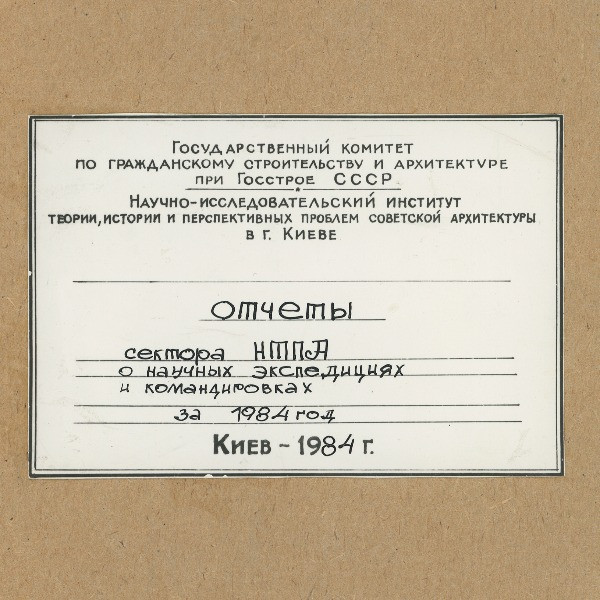 Государственный комитет
по гражданскому строительству и архитектуре
при Госстрое СССР
Научно-исследовательский институт
теории, истории и перспективных проблем советской архитектуры
в г. Киеве
отчеты
сектора НТПА
о научных экспедициях
и командировках
за 1984 год
Киев - 1984 г.